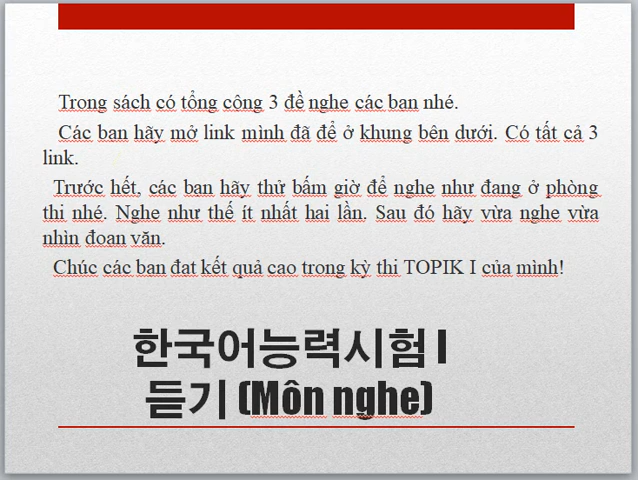 Trong sách có tổng công 3 đề nghe các bạn nhé.
Các bạn hãy mở link mình đã để ở khung bên dưới. Có tất cả 3
link.
Trước hết, các bạn hãy thử bấm giờ để nghe như đang ở phòng
thi nhé. Nghe như thế ít nhất hai lần. Sau đó hãy vừa nghe vừa
nhìn đoạn văn.
Chúc các bạn đạt kết quả cao trong kỳ thi TOPIK I của mình!
한국어능력시험 I
듣기 (Môn nghe)